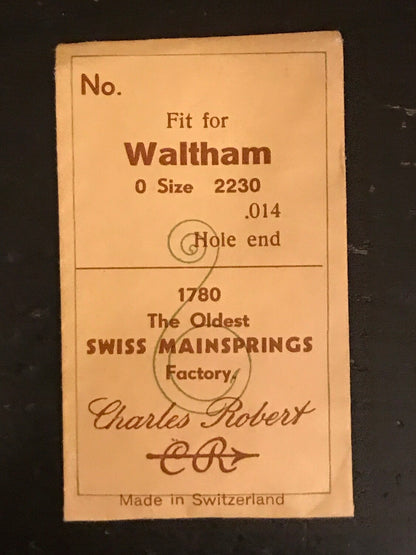 No.
Fit for
Waltham
0 Size 2230
.014
Hole end
1780
The Oldest
SWISS MAINSPRINGS
Factory,
Charles Robert
CR
Made in Switzerland